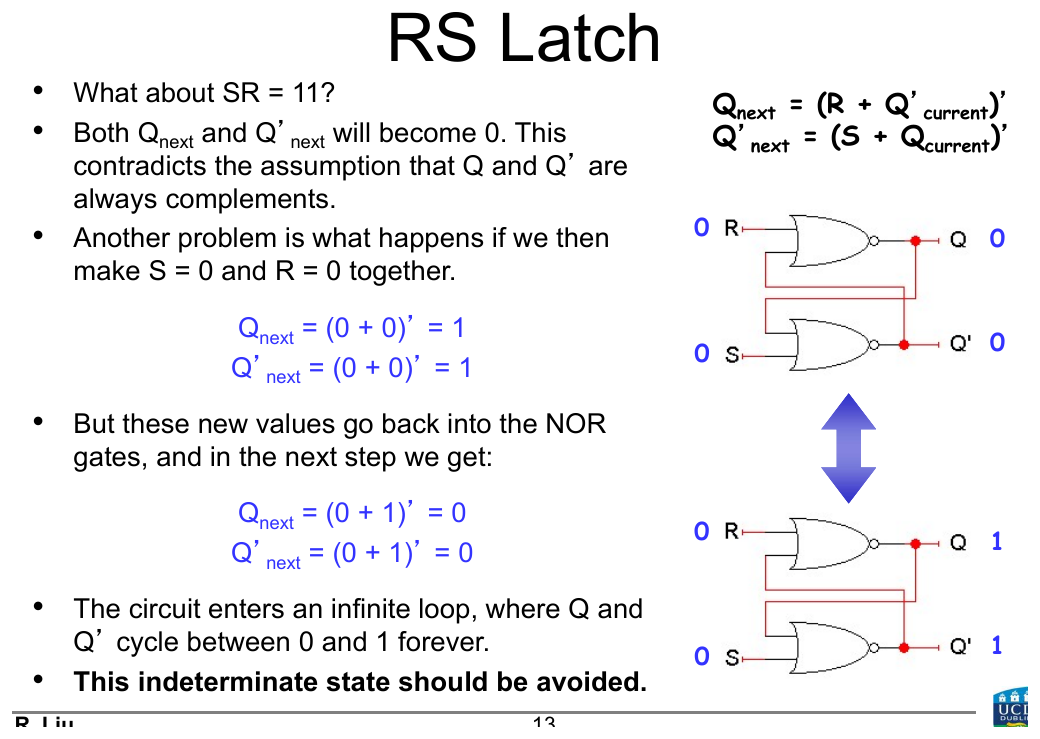 RS Latch
• What about SR = 11?
• Both Qnext and Q’next will become 0. This
contradicts the assumption that Q and Q’ are
always complements.
• Another problem is what happens if we then
make S = 0 and R = 0 together.
Qnext = (0 + 0)’ = 1
Q’next = (0 + 0)’ = 1
• But these new values go back into the NOR
gates, and in the next step we get:
Qnext = (0 + 1)’ = 0
Q’next = (0 + 1)’ = 0
• The circuit enters an infinite loop, where Q and
Q’ cycle between 0 and 1 forever.
• This indeterminate state should be avoided.
Qnext = (R + Q’current)’
Q’next = (S + Qcurrent)’
0 R Q 0
0 S Q' 0
0 R Q 1
0 S Q' 1
R. Liu
13
UCD
DUBLIN